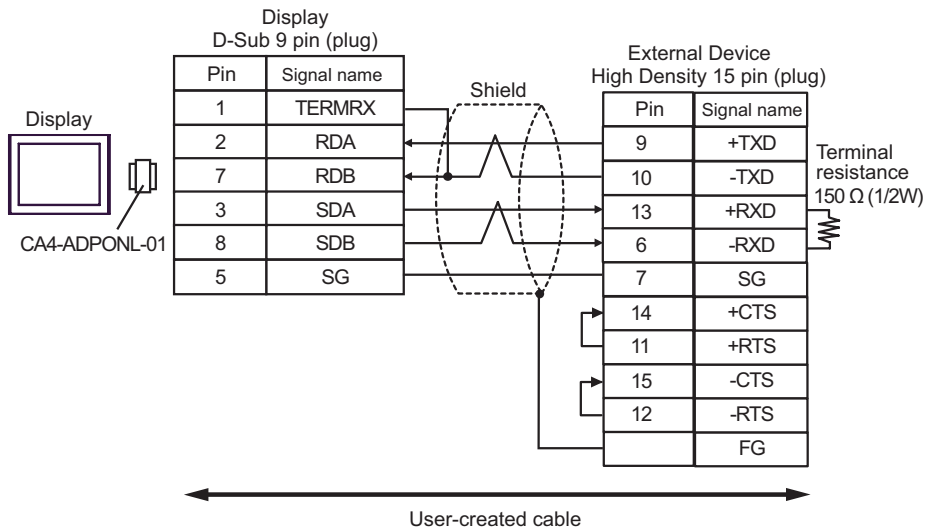 Display
D-Sub 9 pin (plug)
Pin Signal name
1 TERMRX
2 RDA
7 RDB
3 SDA
8 SDB
5 SG
Display
CA4-ADPONL-01
Shield
External Device
High Density 15 pin (plug)
Pin Signal name
9 +TXD
10 -TXD
13 +RXD
6 -RXD
7 SG
14 +CTS
11 +RTS
15 -CTS
12 -RTS
FG
Terminal
resistance
150 Ω (1/2W)
User-created cable